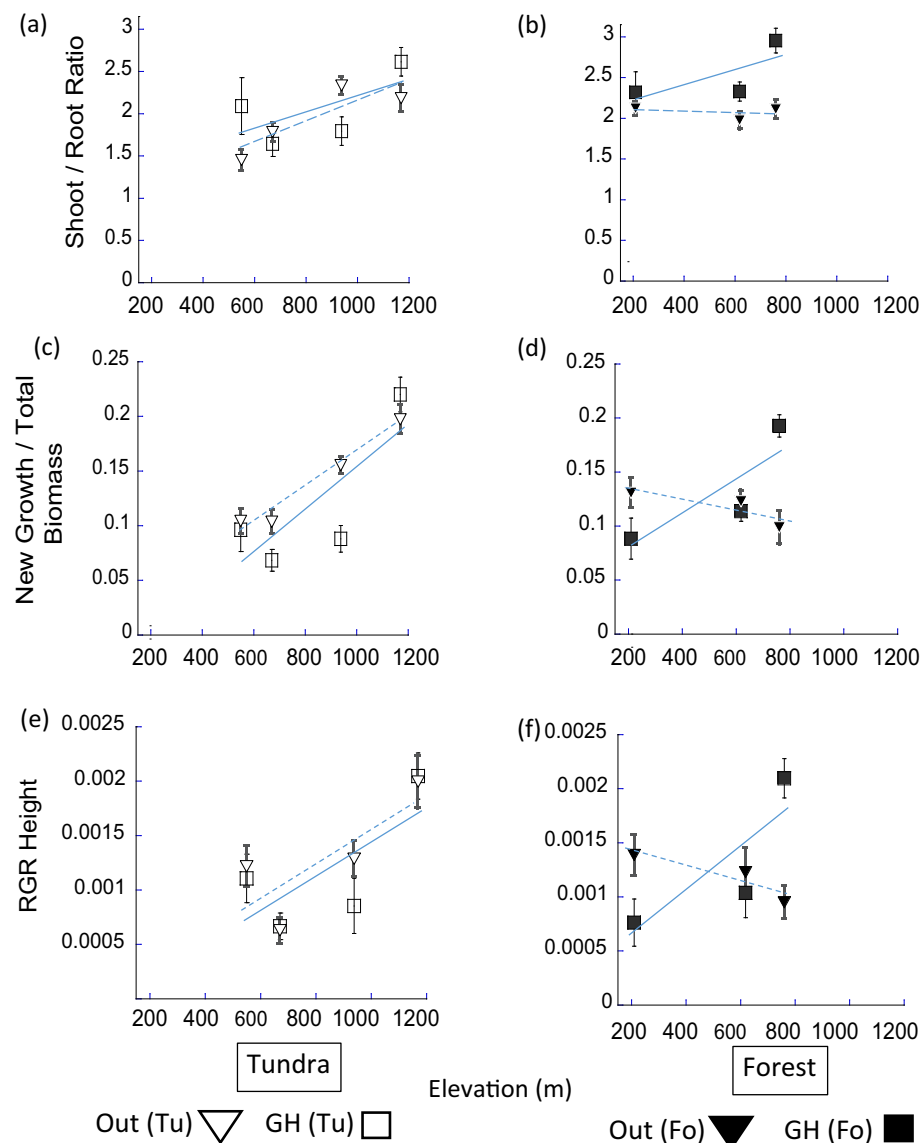 (a)
Shoot / Root Ratio
3
2.5
2
1.5
1
0.5
0
200 400 600 800 1000 1200
(b)
3
2.5
2
1.5
1
0.5
0
200 400 600 800 1000 1200
(c)
New Growth / Total
Biomass
0.25
0.2
0.15
0.1
0.05
0
200 400 600 800 1000 1200
(d)
0.25
0.2
0.15
0.1
0.05
0
200 400 600 800 1000 1200
(e)
RGR Height
0.0025
0.002
0.0015
0.001
0.0005
200 400 600 800 1000 1200
(f)
0.0025
0.002
0.0015
0.001
0.0005
0
200 400 600 800 1000 1200
Tundra
Elevation (m)
Forest
Out (Tu) GH (Tu)
Out (Fo) GH (Fo)